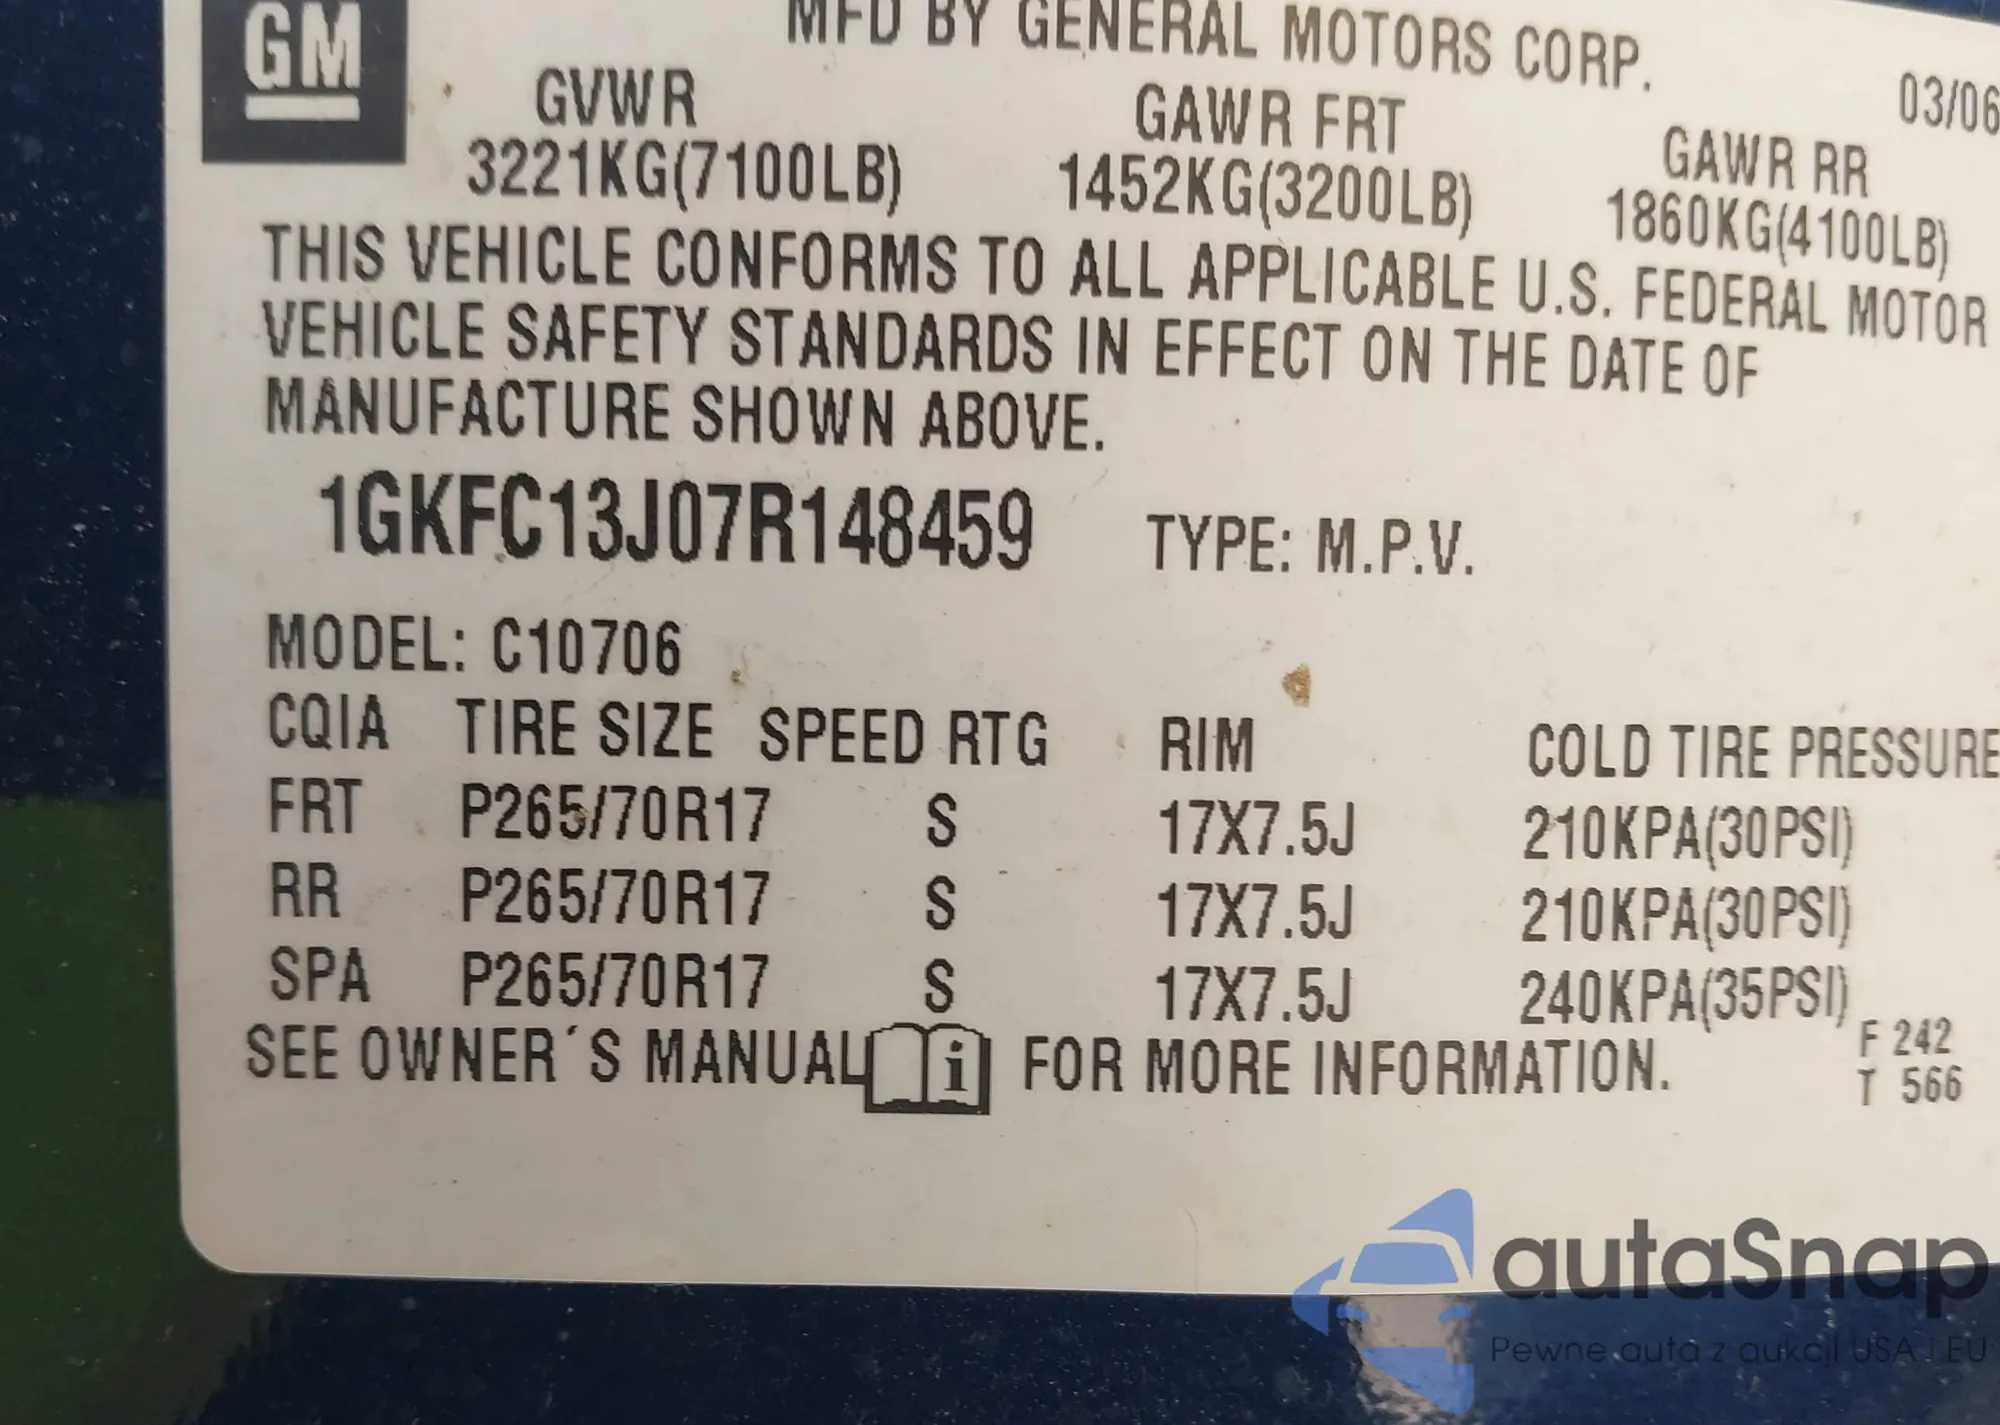 GM
MFD BY GENERAL MOTORS CORP.
03/06
GVWR GAWR FRT GAWR RR
3221KG(7100LB) 1452KG(3200LB) 1860KG(4100LB)
THIS VEHICLE CONFORMS TO ALL APPLICABLE U.S. FEDERAL MOTOR
VEHICLE SAFETY STANDARDS IN EFFECT ON THE DATE OF
MANUFACTURE SHOWN ABOVE.
1GKFC13J07R148459 TYPE: M.P.V.
MODEL: C10706
CQIA TIRE SIZE SPEED RTG RIM COLD TIRE PRESSURE
FRT P265/70R17 S 17X7.5J 210KPA(30PSI)
RR P265/70R17 S 17X7.5J 210KPA(30PSI)
SPA P265/70R17 S 17X7.5J 240KPA(35PSI)
SEE OWNER´S MANUAL i FOR MORE INFORMATION.
F 242
T 566
autaSnap
Pewne auta z aukcji USA i EU